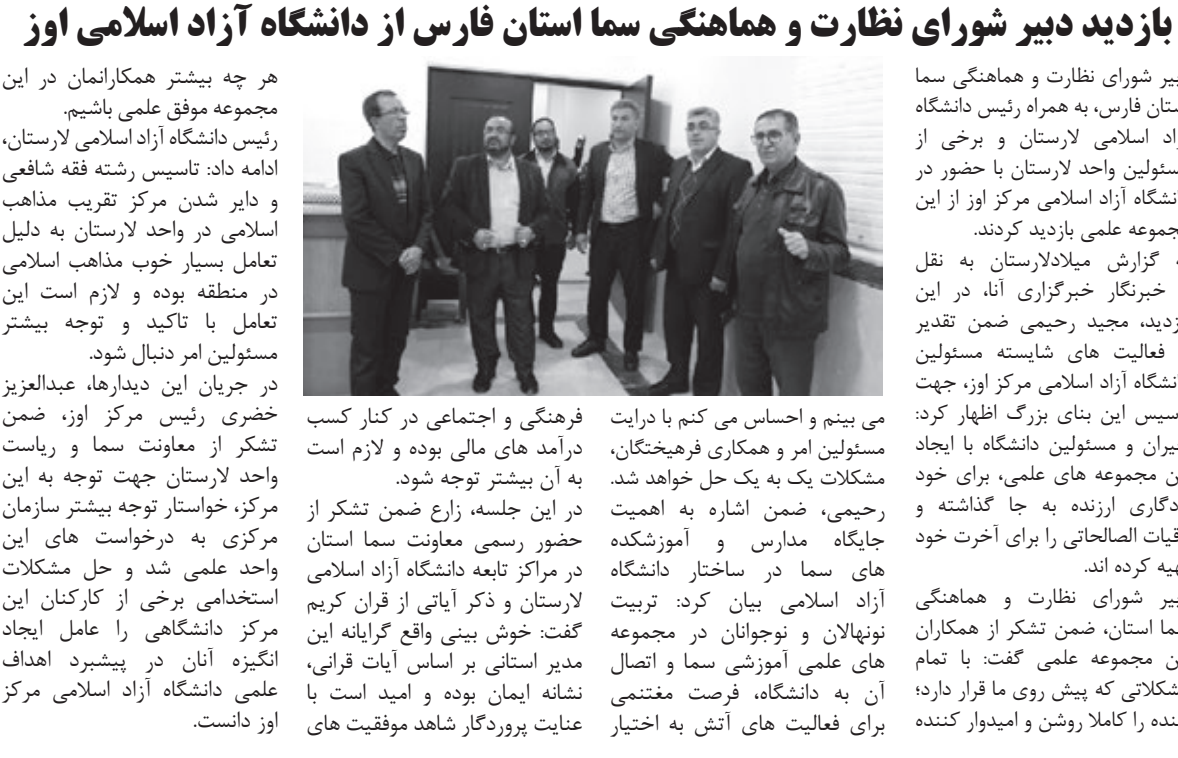 بازدید دبیر شورای نظارت و هماهنگی سما استان فارس از دانشگاه آزاد اسلامی اوز
بیر شورای نظارت و هماهنگی سما
ستان فارس، به همراه رئیس دانشگاه
زاد اسلامی لارستان و برخی از
سئولین واحد لارستان با حضور در
انشگاه آزاد اسلامی مرکز اوز از این
جموعه علمی بازدید کردند.
ه گزارش میلادلارستان به نقل
خبرنگار خبرگزاری آنا، در این
زدید، مجید رحیمی ضمن تقدیر
فعالیت های شایسته مسئولین
انشگاه آزاد اسلامی مرکز اوز، جهت
سیس این بنای بزرگ اظهار کرد:
یران و مسئولین دانشگاه با ایجاد
ن مجموعه های علمی، برای خود
دگاری ارزنده به جا گذاشته و
قیات الصالحاتی را برای آخرت خود
هیه کرده اند.
بیر شورای نظارت و هماهنگی
سما استان، ضمن تشکر از همکاران
ن مجموعه علمی گفت: با تمام
شکلاتی که پیش روی ما قرار دارد؛
نده را کاملا روشن و امیدوار کننده
می بینم و احساس می کنم با درایت
مسئولین امر و همکاری فرهیختگان،
مشکلات یک به یک حل خواهد شد.
رحیمی، ضمن اشاره به اهمیت
جایگاه مدارس و آموزشکده
های سما در ساختار دانشگاه
آزاد اسلامی بیان کرد: تربیت
نونهالان و نوجوانان در مجموعه
های علمی آموزشی سما و اتصال
آن به دانشگاه، فرصت مغتنمی
برای فعالیت های آتش به اختیار
فرهنگی و اجتماعی در کنار کسب
درآمد های مالی بوده و لازم است
به آن بیشتر توجه شود.
در این جلسه، زارع ضمن تشکر از
حضور رسمی معاونت سما استان
در مراکز تابعه دانشگاه آزاد اسلامی
لارستان و ذکر آیاتی از قران کریم
گفت: خوش بینی واقع گرایانه این
مدیر استانی بر اساس آیات قرانی،
نشانه ایمان بوده و امید است با
عنایت پروردگار شاهد موفقیت های
هر چه بیشتر همکارانمان در این
مجموعه موفق علمی باشیم.
رئیس دانشگاه آزاد اسلامی لارستان،
ادامه داد: تاسیس رشته فقه شافعی
و دایر شدن مرکز تقریب مذاهب
اسلامی در واحد لارستان به دلیل
تعامل بسیار خوب مذاهب اسلامی
در منطقه بوده و لازم است این
تعامل با تاکید و توجه بیشتر
مسئولین امر دنبال شود.
در جریان این دیدارها، عبدالعزیز
خضری رئیس مرکز اوز، ضمن
تشکر از معاونت سما و ریاست
واحد لارستان جهت توجه به این
مرکز، خواستار توجه بیشتر سازمان
مرکزی به درخواست های این
واحد علمی شد و حل مشکلات
استخدامی برخی از کارکنان این
مرکز دانشگاهی را عامل ایجاد
انگیزه آنان در پیشبرد اهداف
علمی دانشگاه آزاد اسلامی مرکز
اوز دانست.